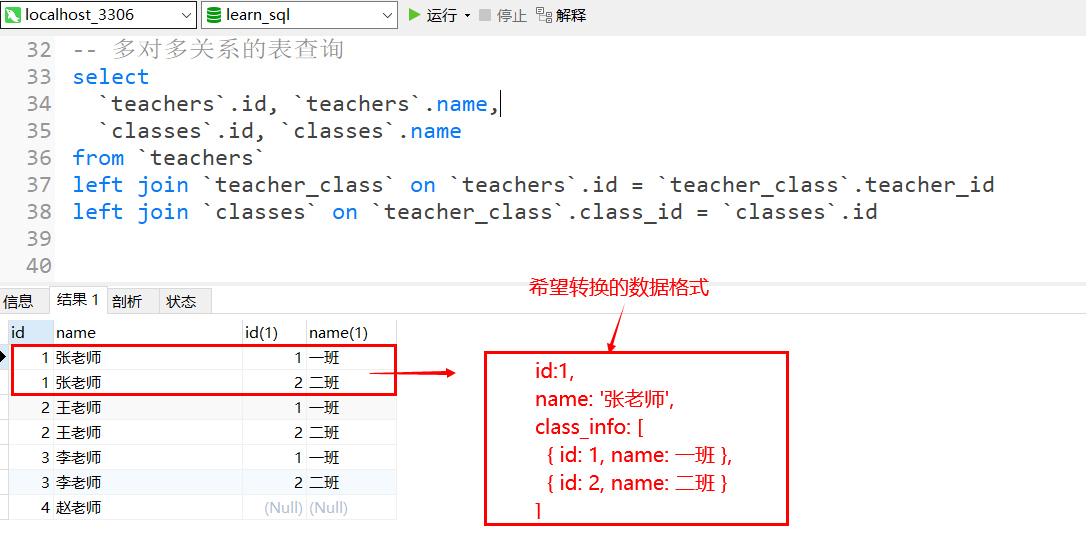 localhost_3306 learn_sql 运行 停止 解释
32 -- 多对多关系的表查询
33 select
34 `teachers`.id, `teachers`.name,
35 `classes`.id, `classes`.name
36 from `teachers`
37 left join `teacher_class` on `teachers`.id = `teacher_class`.teacher_id
38 left join `classes` on `teacher_class`.class_id = `classes`.id
39
40
希望转换的数据格式
信息 结果 1 剖析 状态
id name id(1) name(1)
1 张老师 1 一班
1 张老师 2 二班
2 王老师 1 一班
2 王老师 2 二班
3 李老师 1 一班
3 李老师 2 二班
4 赵老师 (Null) (Null)
id:1,
name: '张老师',
class_info: [
{ id: 1, name: 一班 },
{ id: 2, name: 二班 }
]